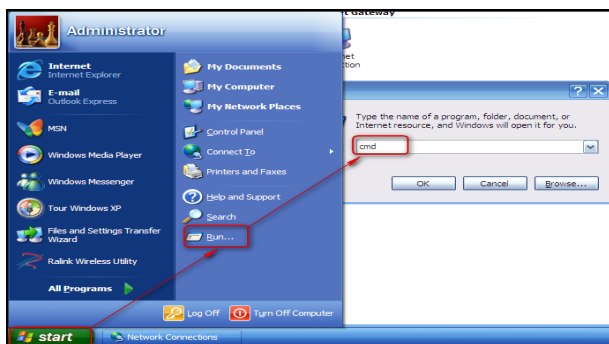 Administrator
Internet
Internet Explorer
E-mail
Outlook Express
MSN
Windows Media Player
Windows Messenger
Tour Windows XP
Files and Settings Transfer
Wizard
Ralink Wireless Utility
All Programs
My Documents
My Computer
My Network Places
Control Panel
Connect To
Printers and Faxes
Help and Support
Search
Run...
Log Off
Turn Off Computer
start
Network Connections
Gateway
Type the name of a program, folder, document, or
Internet resource, and Windows will open it for you.
cmd
OK
Cancel
Browse...